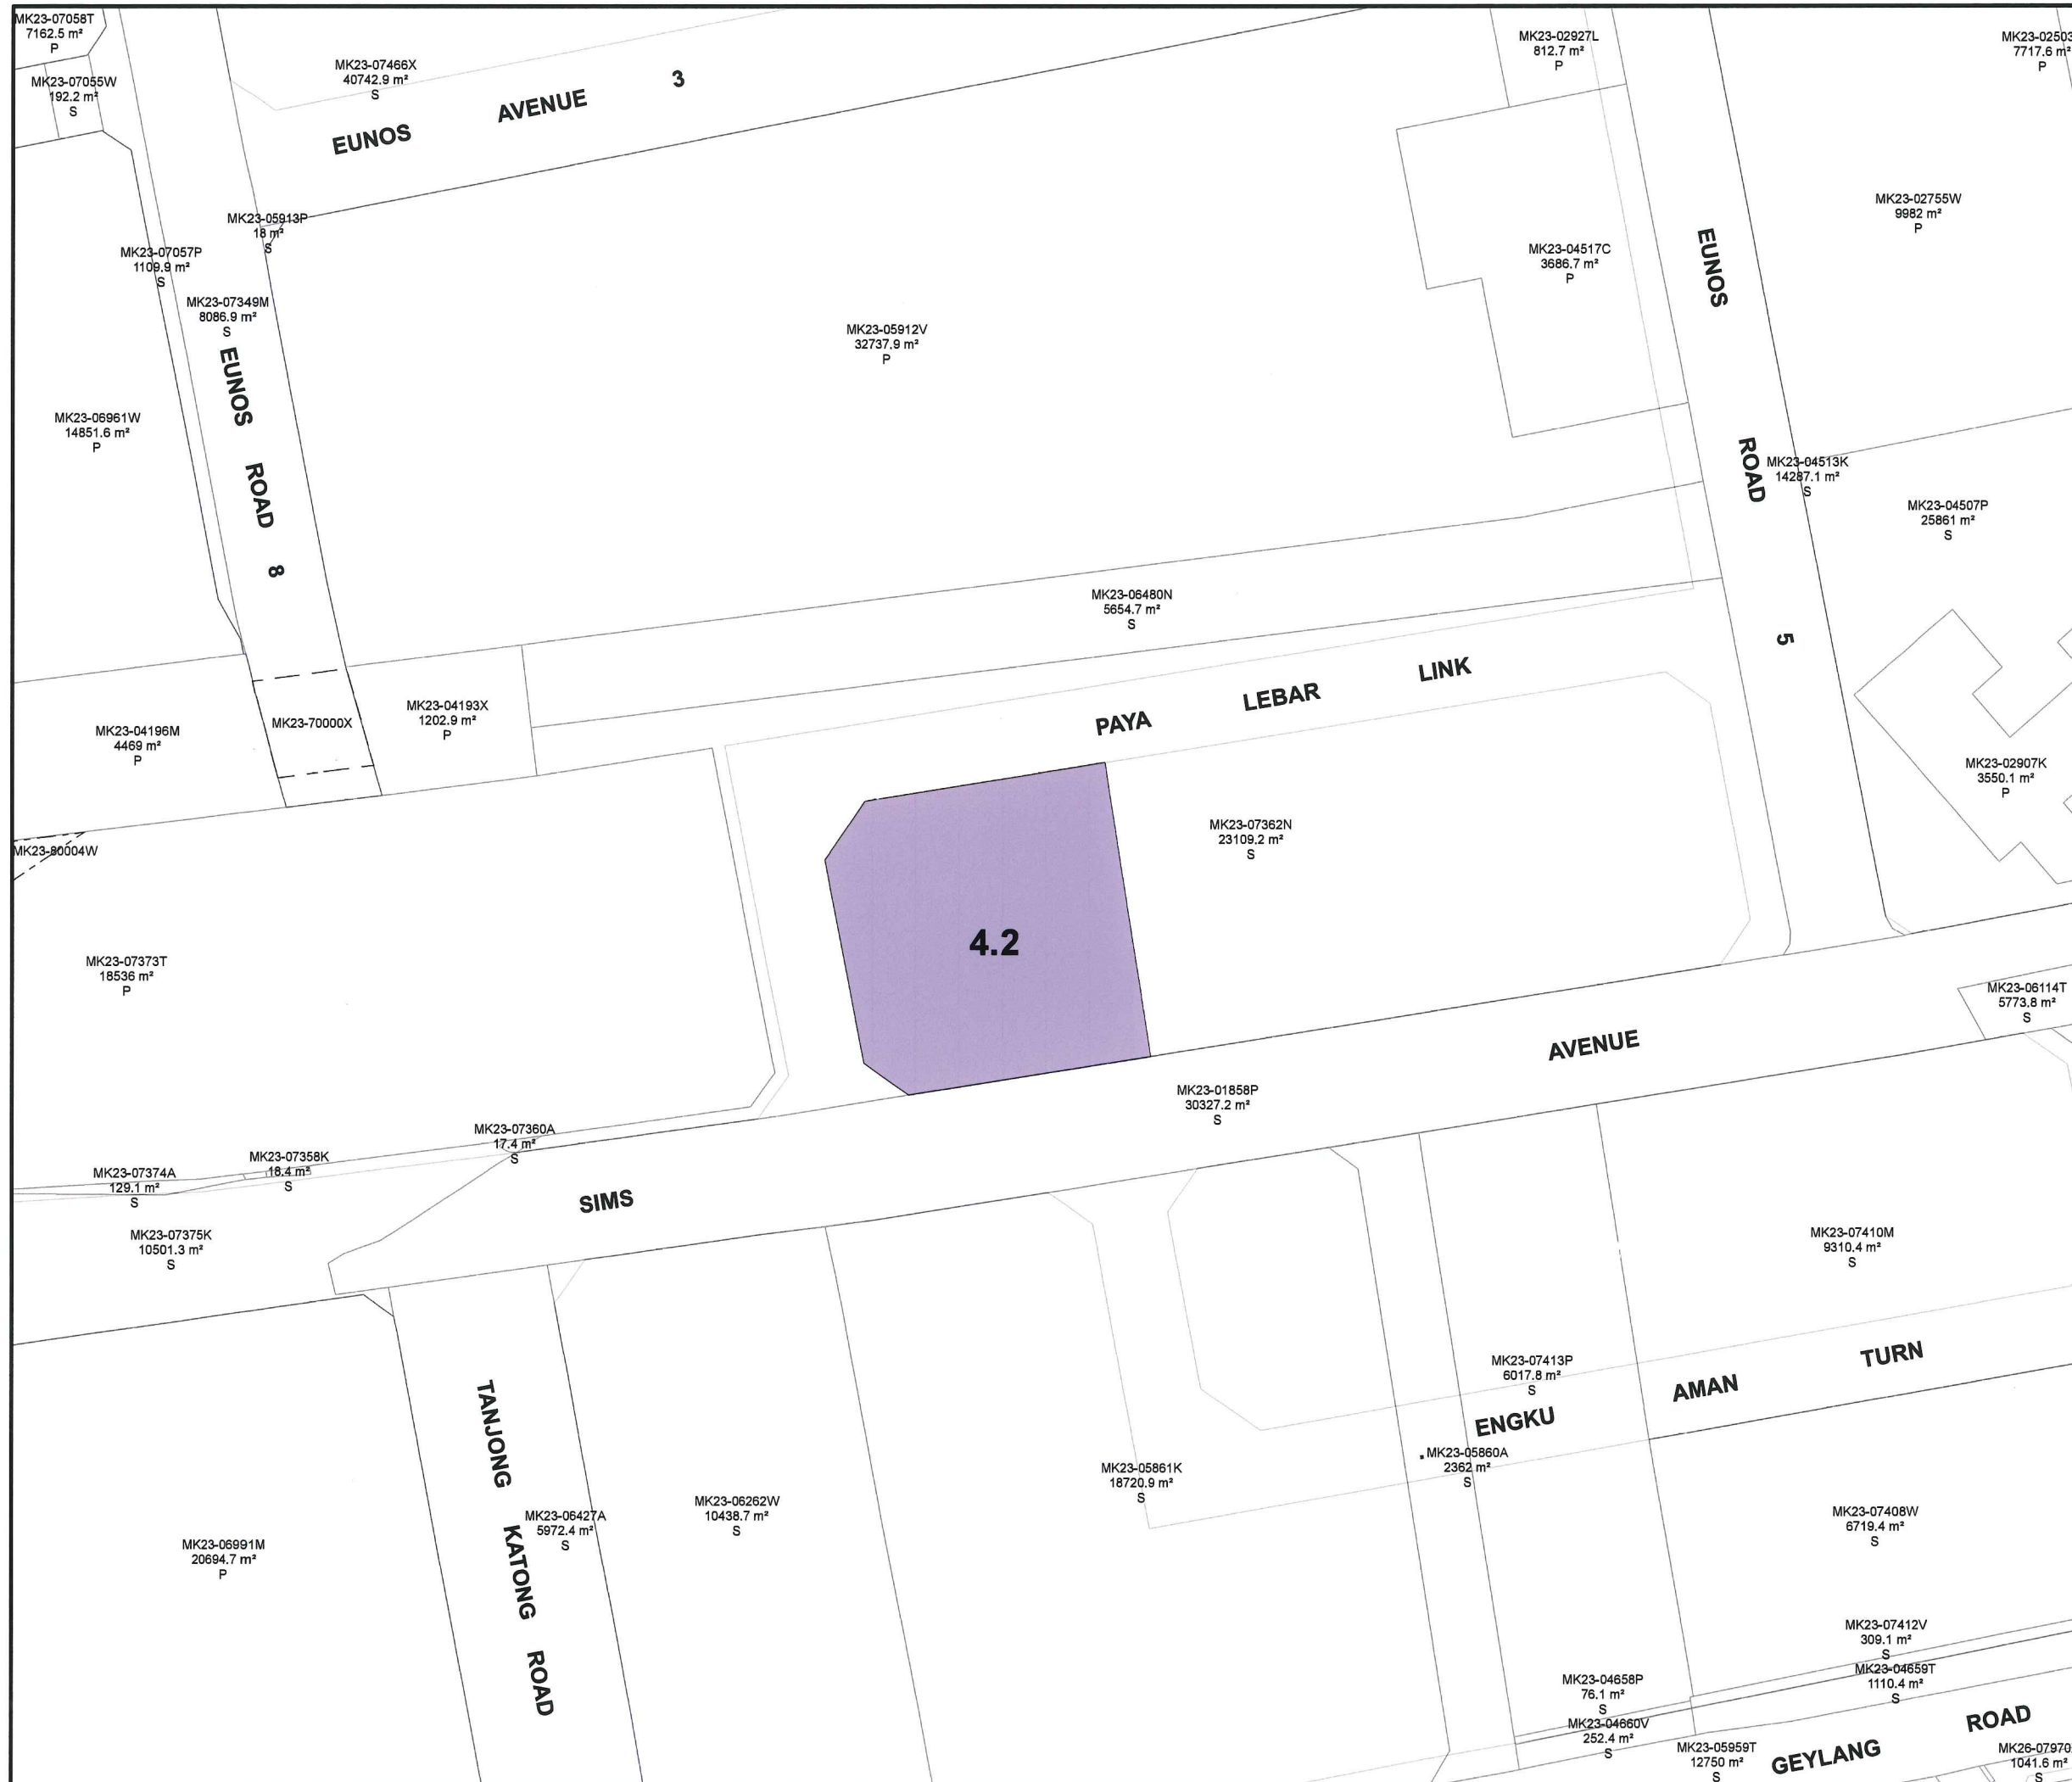 MK23-07058T
7162.5 m²
P
MK23-07055W
192.2 m²
S
MK23-07466X
40742.9 m²
S
EUNOS AVENUE 3
MK23-02927L
812.7 m²
P
MK23-02503
7717.6 m²
P
MK23-05913P
18 m²
S
MK23-07057P
1109.9 m²
S
MK23-07349M
8086.9 m²
S
EUNOS ROAD 8
MK23-05912V
32737.9 m²
P
MK23-04517C
3686.7 m²
P
MK23-02755W
9982 m²
P
EUNOS ROAD 5
MK23-06961W
14851.6 m²
P
MK23-04513K
14287.1 m²
S
MK23-04507P
25861 m²
S
MK23-06480N
5654.7 m²
S
PAYA LEBAR LINK
MK23-04196M
4469 m²
P
MK23-70000X
MK23-04193X
1202.9 m²
P
MK23-02907K
3550.1 m²
P
MK23-80004W
MK23-07362N
23109.2 m²
S
4.2
MK23-07373T
18536 m²
P
MK23-06114T
5773.8 m²
S
SIMS AVENUE
MK23-01858P
30327.2 m²
S
MK23-07360A
17.4 m²
S
MK23-07358K
18.4 m²
S
MK23-07374A
129.1 m²
S
MK23-07375K
10501.3 m²
S
MK23-07410M
9310.4 m²
S
MK23-07413P
6017.8 m²
S
ENGKU AMAN TURN
TANJONG KATONG ROAD
MK23-05860A
2362 m²
S
MK23-05861K
18720.9 m²
S
MK23-06262W
10438.7 m²
S
MK23-06427A
5972.4 m²
S
MK23-06991M
20694.7 m²
P
MK23-07408W
6719.4 m²
S
MK23-07412V
309.1 m²
S
MK23-04659T
1110.4 m²
S
MK23-04658P
76.1 m²
S
MK23-04660V
252.4 m²
S
MK23-05959T
12750 m²
S
GEYLANG ROAD
MK26-07970
1041.6 m²
S